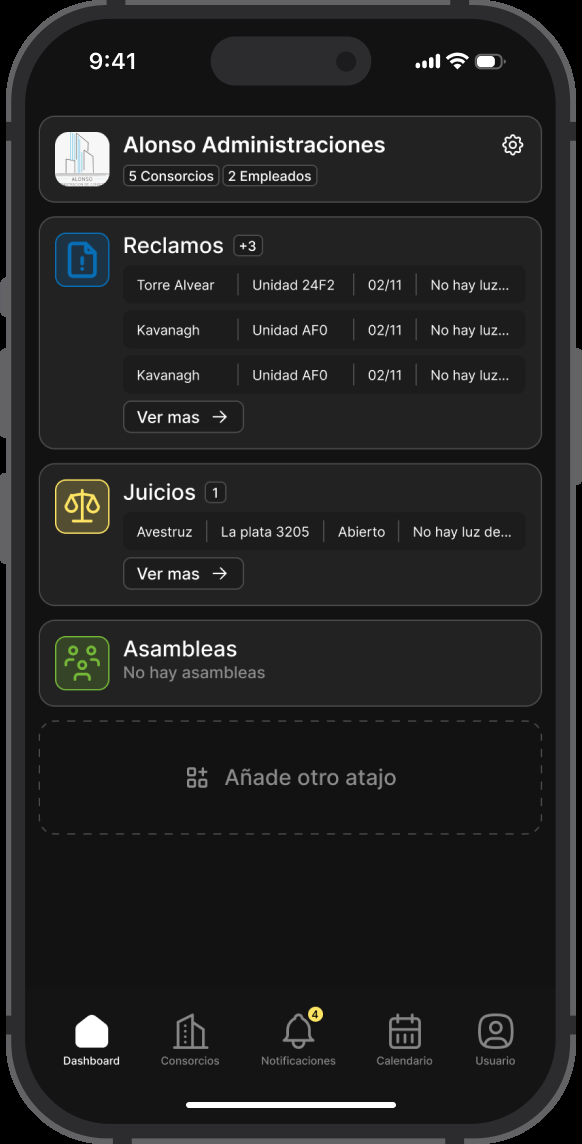 9:41
ALONSO
Alonso Administraciones
5 Consorcios 2 Empleados
Reclamos +3
Torre Alvear Unidad 24F2 02/11 No hay luz...
Kavanagh Unidad AF0 02/11 No hay luz...
Kavanagh Unidad AF0 02/11 No hay luz...
Ver mas →
Juicios 1
Avestruz La plata 3205 Abierto No hay luz de...
Ver mas →
Asambleas
No hay asambleas
Añade otro atajo
4
Dashboard Consorcios Notificaciones Calendario Usuario